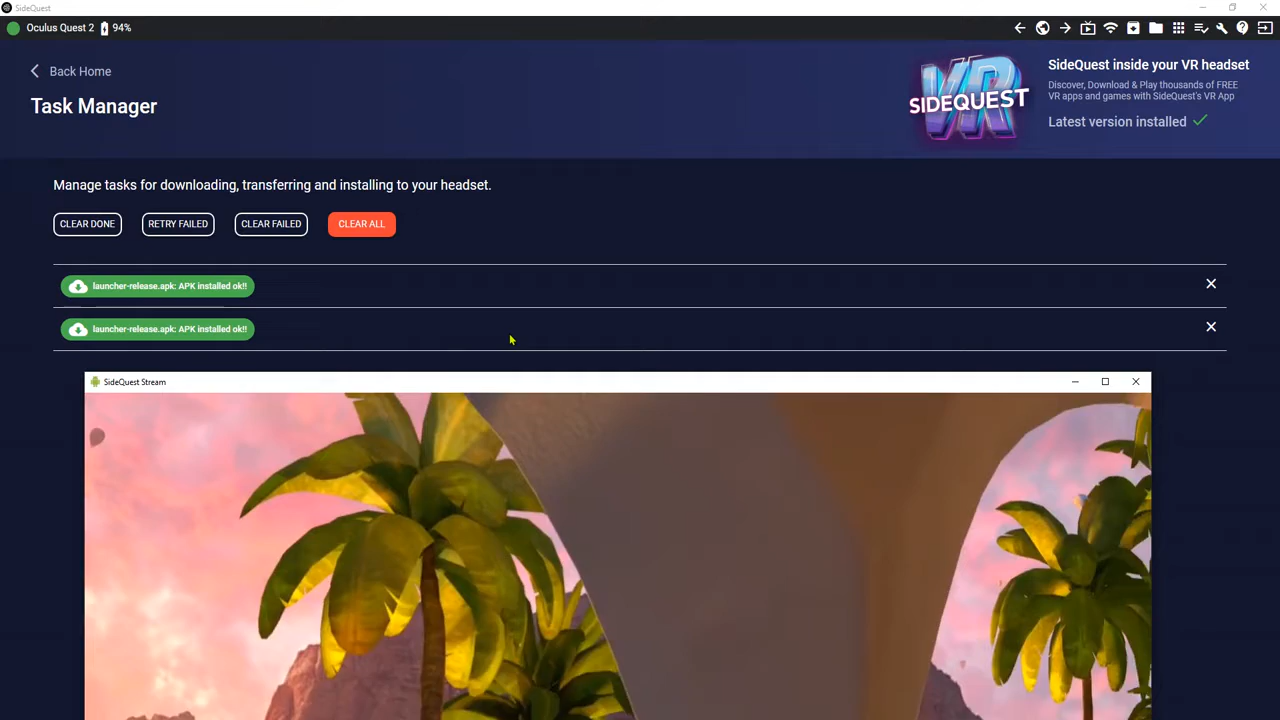 SideQuest
Oculus Quest 2 94%
Back Home
Task Manager
VR
SIDEQUEST
SideQuest inside your VR headset
Discover, Download & Play thousands of FREE
VR apps and games with SideQuest's VR App
Latest version installed
Manage tasks for downloading, transferring and installing to your headset.
CLEAR DONE RETRY FAILED CLEAR FAILED CLEAR ALL
launcher-release.apk: APK installed ok!!
launcher-release.apk: APK installed ok!!
SideQuest Stream